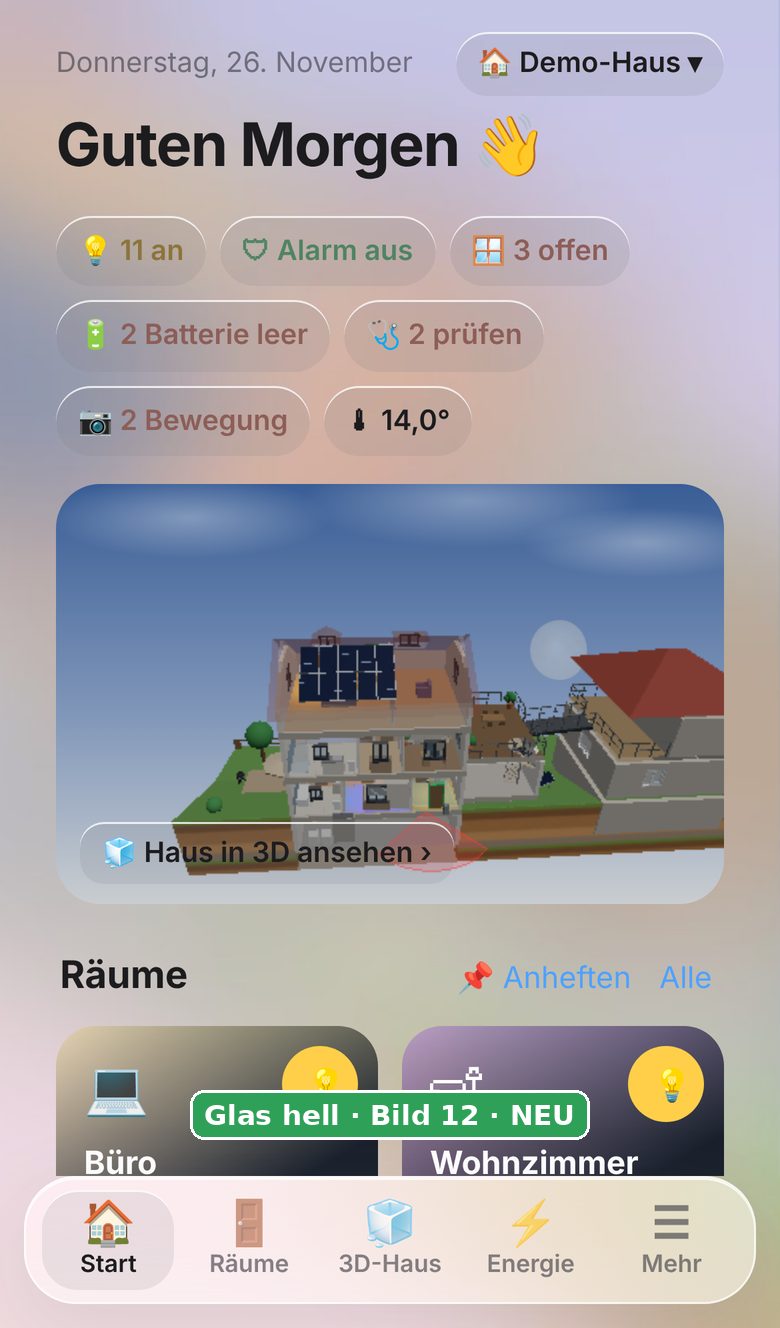 Donnerstag, 26. November
Demo-Haus ▾
Guten Morgen 👋
11 an
Alarm aus
3 offen
2 Batterie leer
2 prüfen
2 Bewegung
14,0°
Haus in 3D ansehen ›
Räume
Anheften
Alle
Glas hell · Bild 12 · NEU
Büro
Wohnzimmer
Start
Räume
3D-Haus
Energie
Mehr